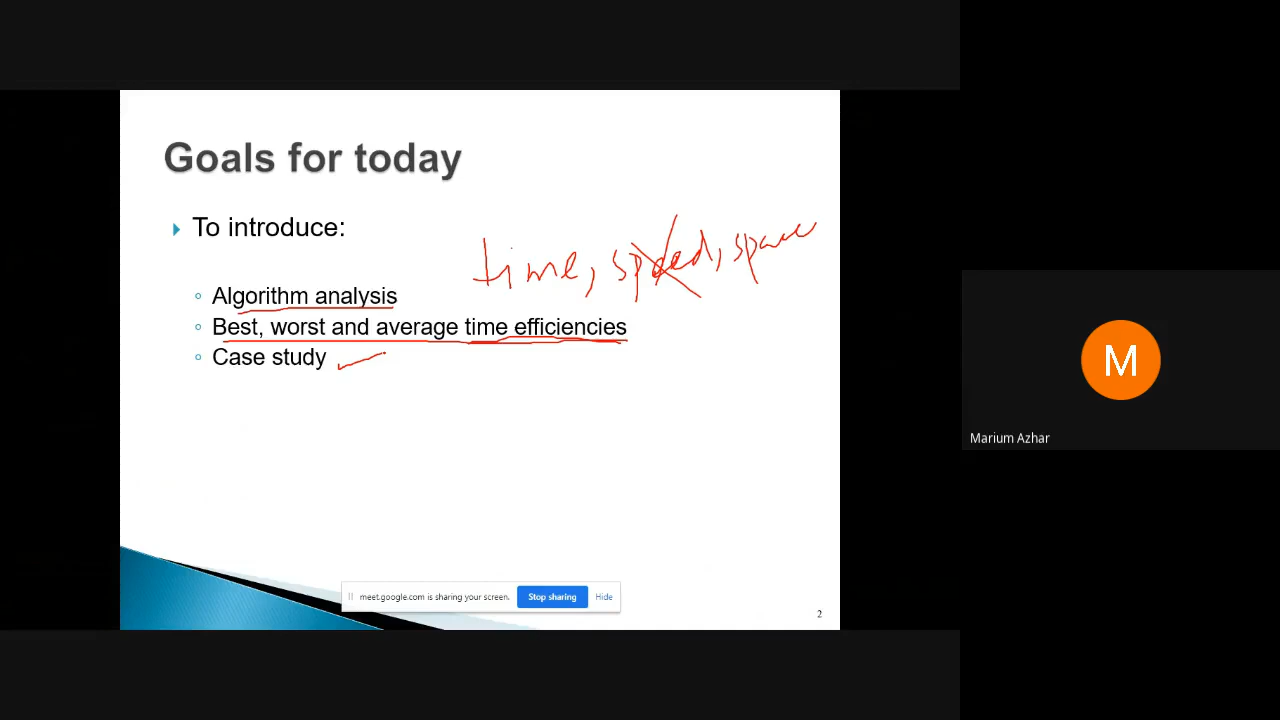 Goals for today
To introduce:
time, speed, space
Algorithm analysis
Best, worst and average time efficiencies
Case study
M
Marium Azhar
meet.google.com is sharing your screen. Stop sharing Hide
2